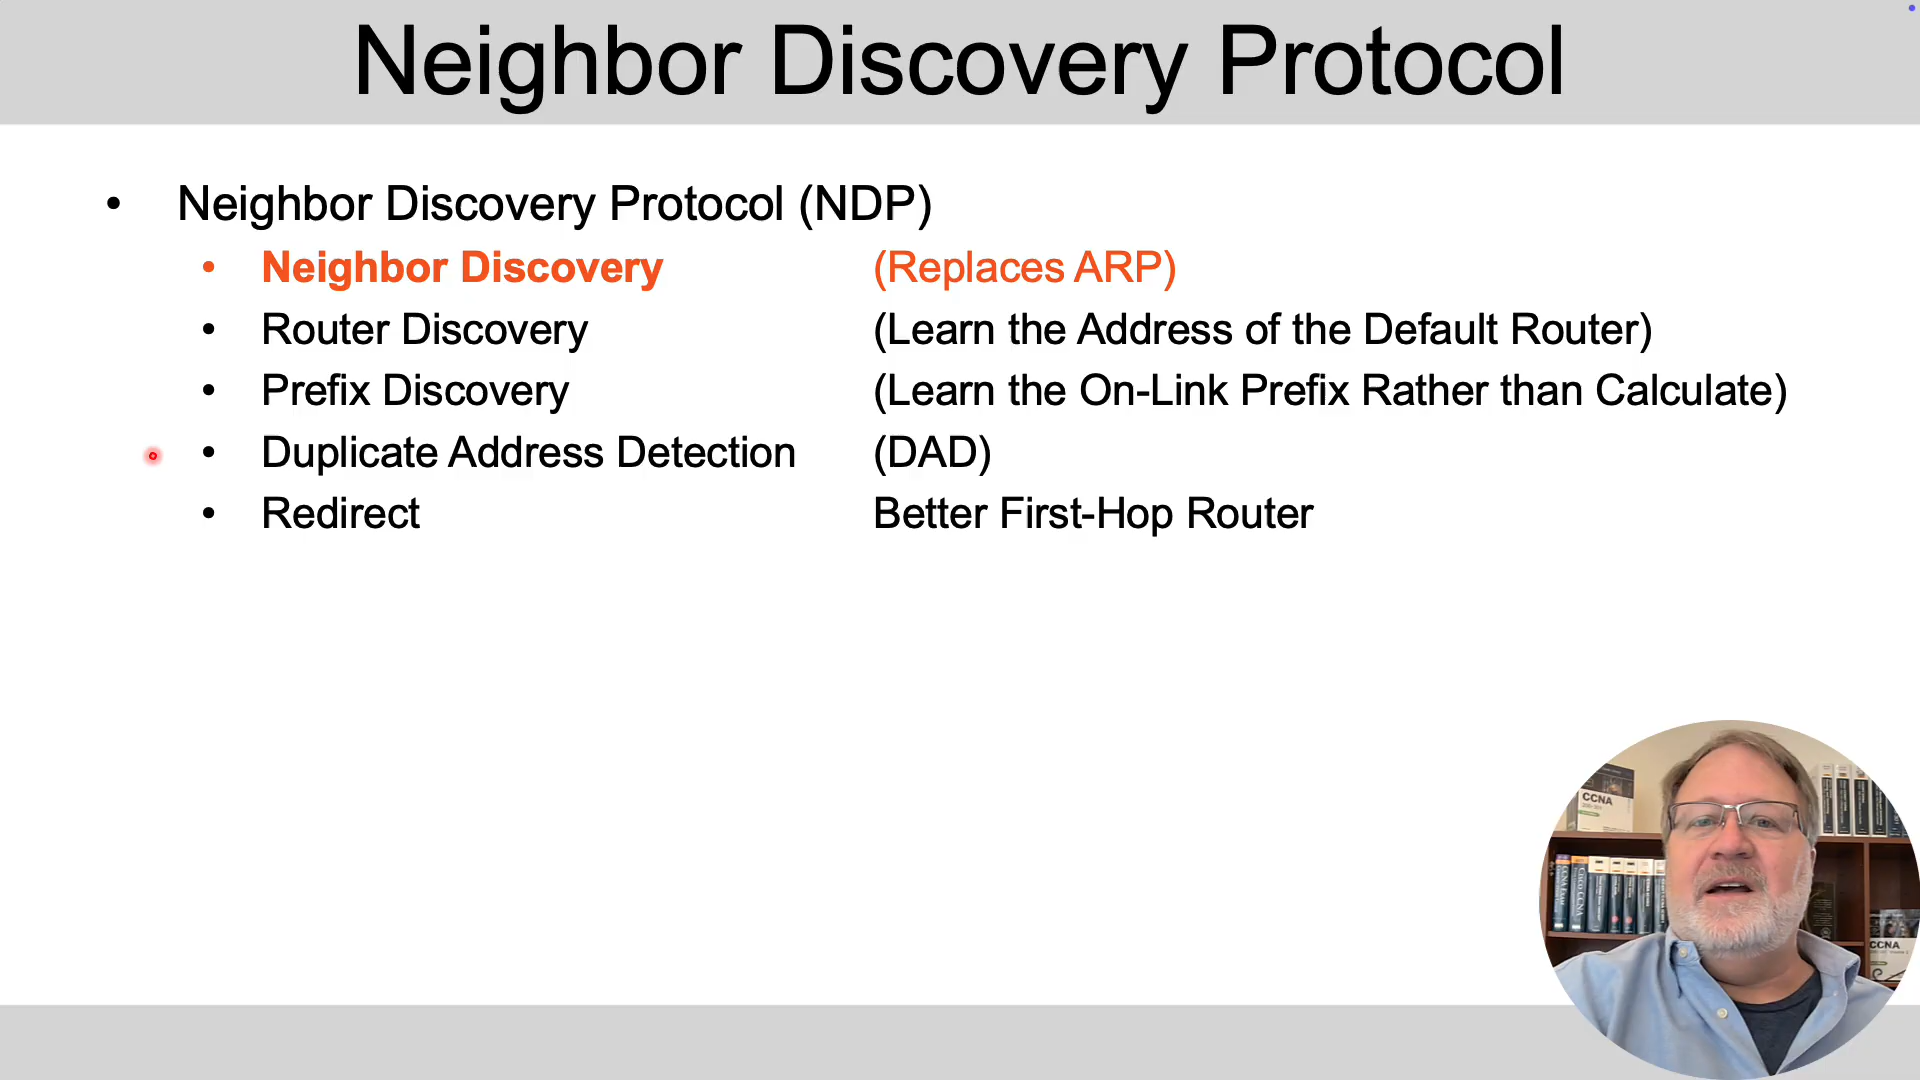 Neighbor Discovery Protocol
• Neighbor Discovery Protocol (NDP)
• Neighbor Discovery (Replaces ARP)
• Router Discovery (Learn the Address of the Default Router)
• Prefix Discovery (Learn the On-Link Prefix Rather than Calculate)
• Duplicate Address Detection (DAD)
• Redirect Better First-Hop Router
CCNA
CCNA